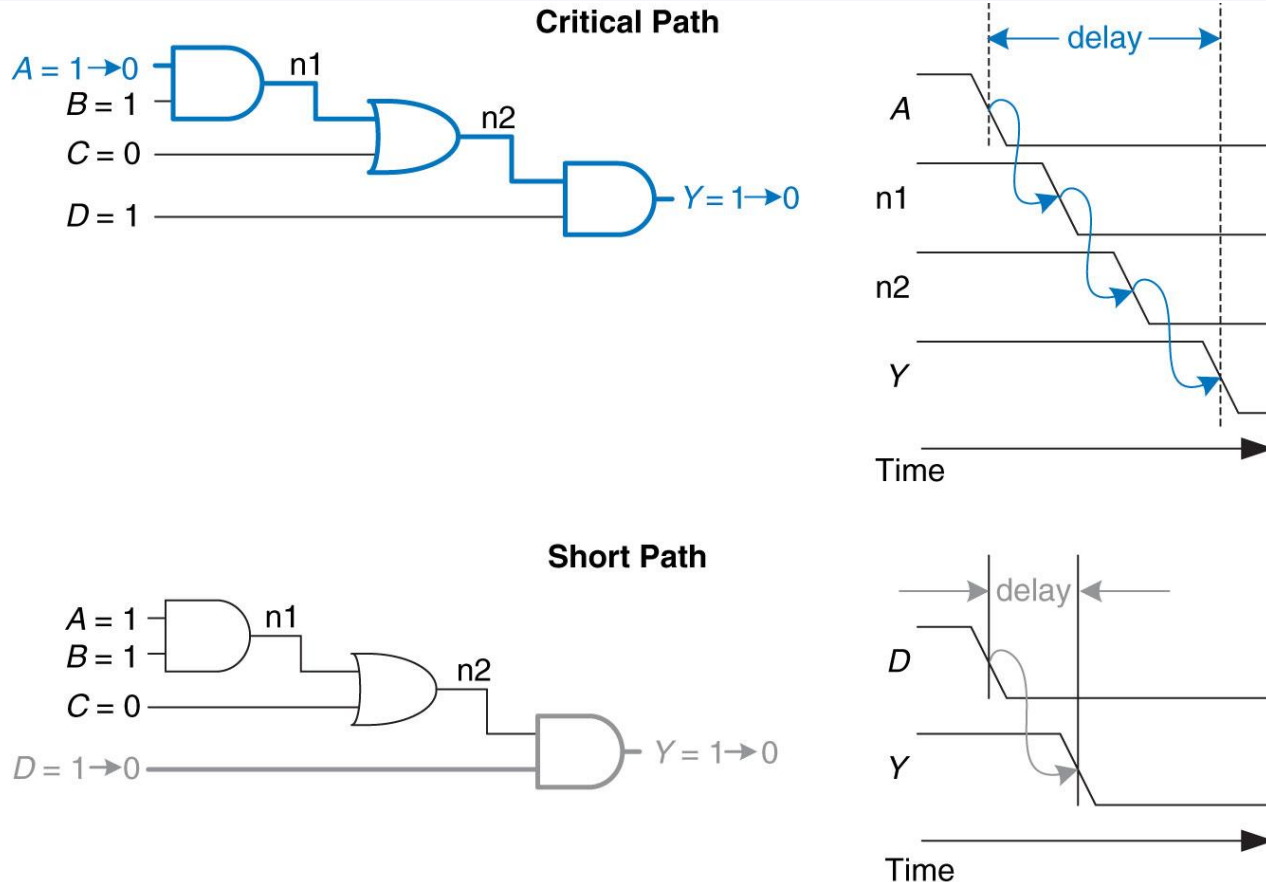 Critical Path
A = 1→0
B = 1
C = 0
D = 1
n1
n2
Y = 1→0
delay
A
n1
n2
Y
Time
Short Path
A = 1
B = 1
C = 0
D = 1→0
n1
n2
Y = 1→0
delay
D
Y
Time